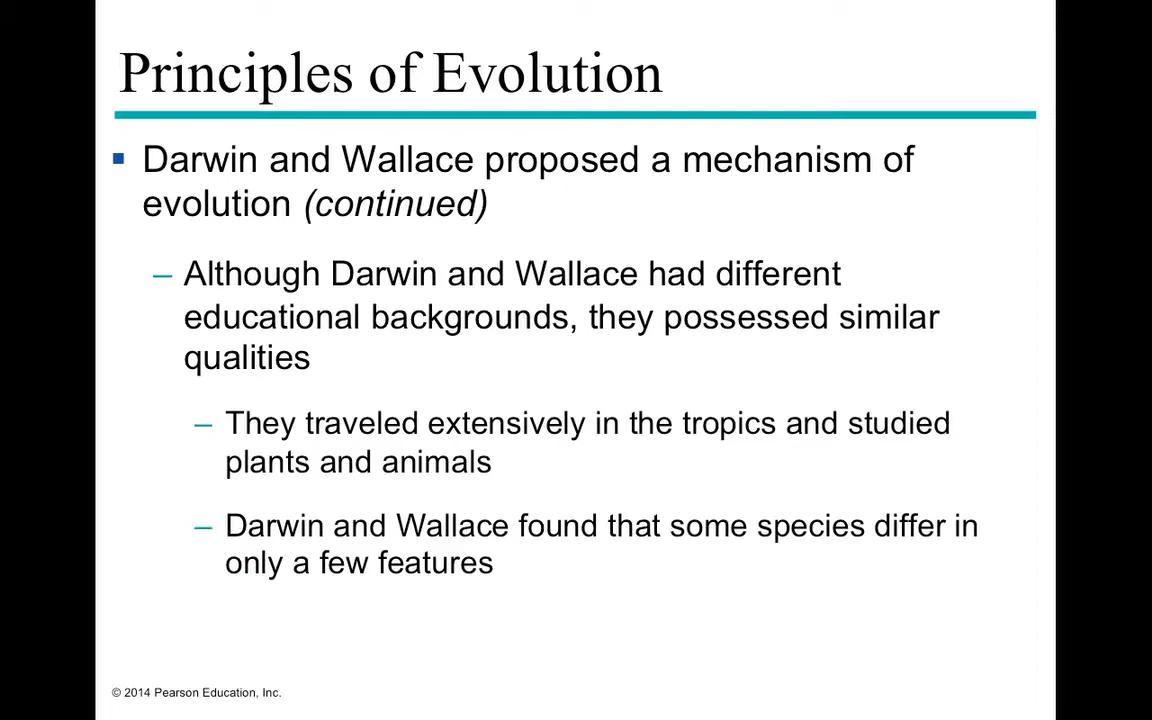 Principles of Evolution
Darwin and Wallace proposed a mechanism of
evolution (continued)
– Although Darwin and Wallace had different
educational backgrounds, they possessed similar
qualities
– They traveled extensively in the tropics and studied
plants and animals
– Darwin and Wallace found that some species differ in
only a few features
© 2014 Pearson Education, Inc.